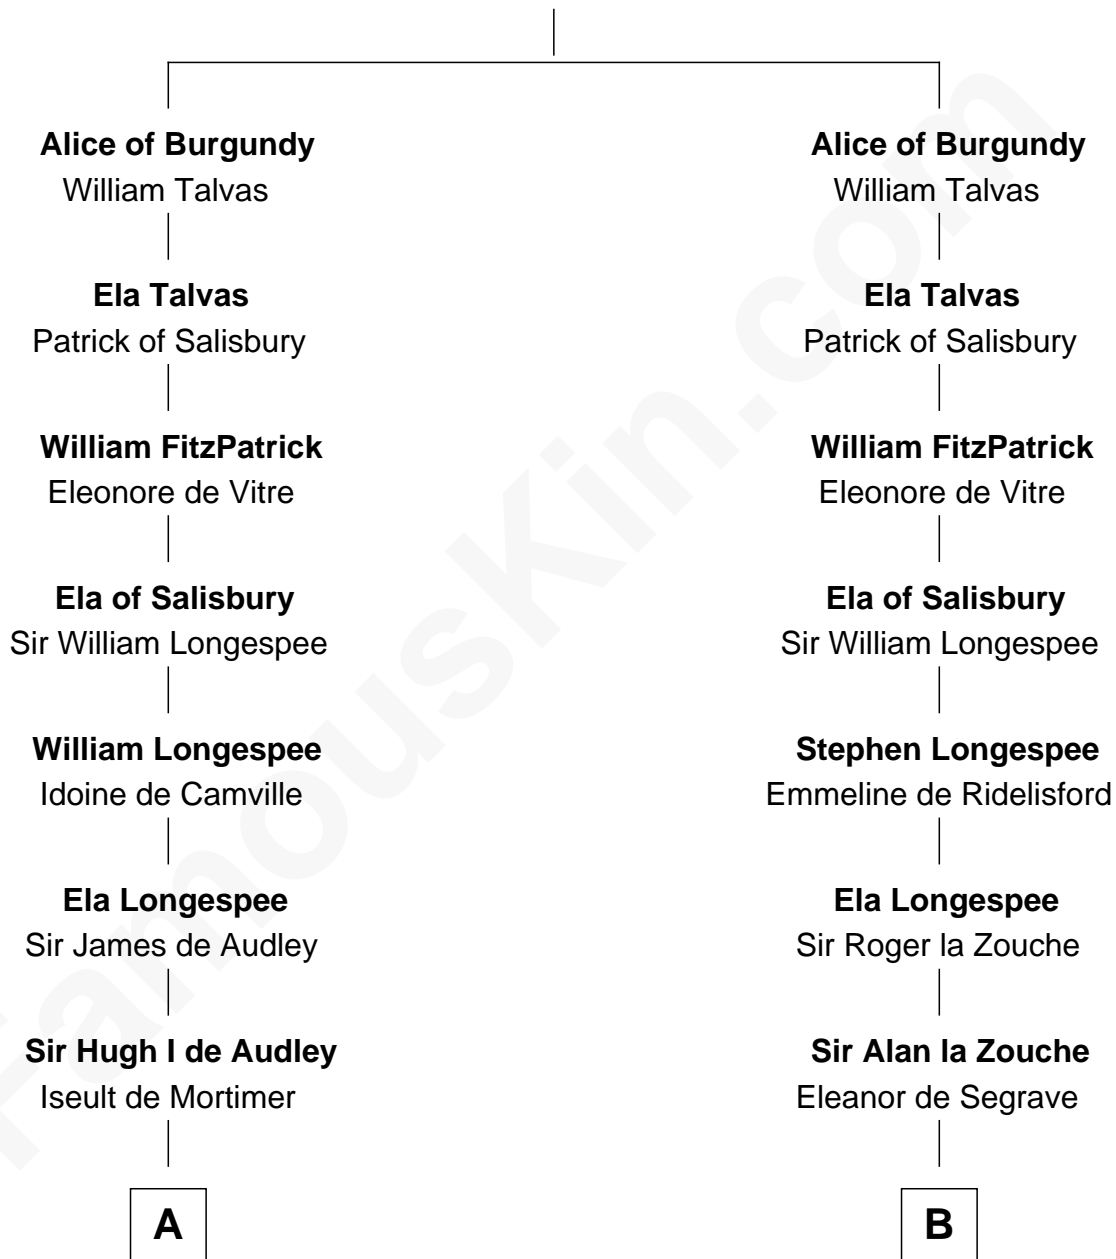 Alice of Burgundy
William Talvas
Ela Talvas
Patrick of Salisbury
William FitzPatrick
Eleonore de Vitre
Ela of Salisbury
Sir William Longespee
William Longespee
Idoine de Camville
Ela Longespee
Sir James de Audley
Sir Hugh I de Audley
Iseult de Mortimer
A
Alice of Burgundy
William Talvas
Ela Talvas
Patrick of Salisbury
William FitzPatrick
Eleonore de Vitre
Ela of Salisbury
Sir William Longespee
Stephen Longespee
Emmeline de Ridelisford
Ela Longespee
Sir Roger la Zouche
Sir Alan la Zouche
Eleanor de Segrave
B
FamousKin.com